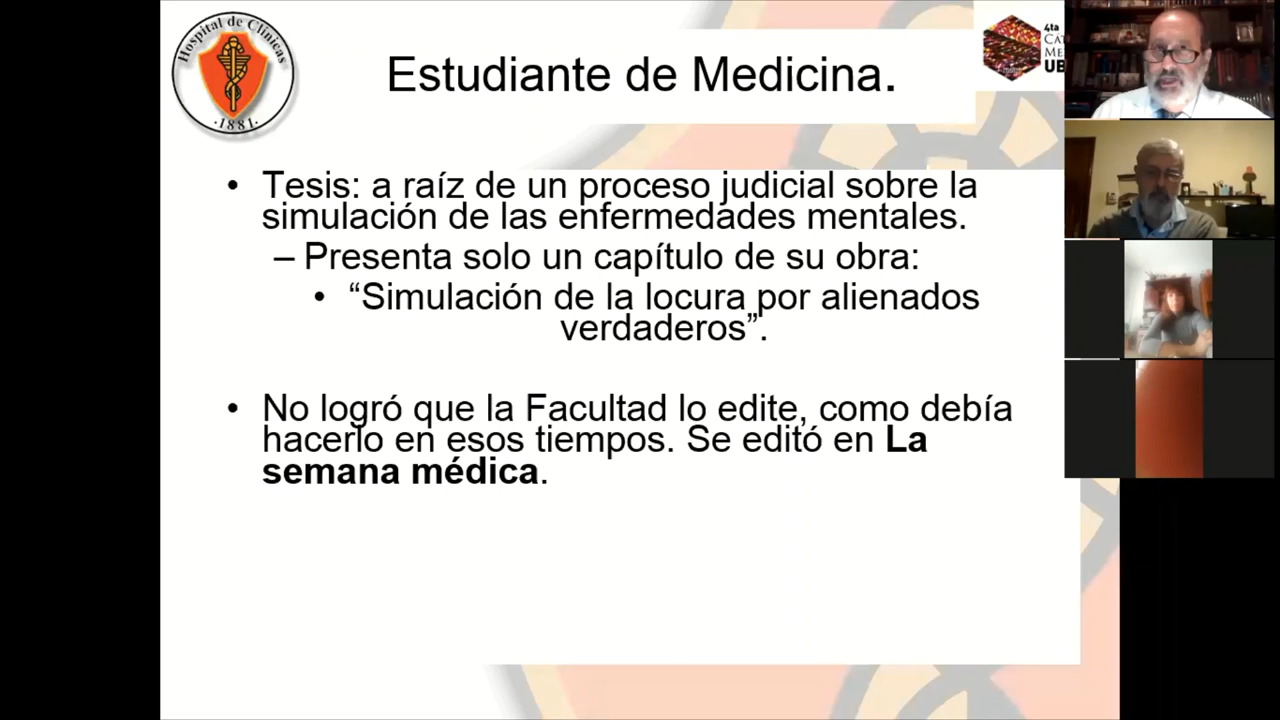 Hospital de Clínicas
·1881·
4ta
UB
Estudiante de Medicina.
• Tesis: a raíz de un proceso judicial sobre la
simulación de las enfermedades mentales.
– Presenta solo un capítulo de su obra:
• “Simulación de la locura por alienados
verdaderos”.
• No logró que la Facultad lo edite, como debía
hacerlo en esos tiempos. Se editó en La
semana médica.